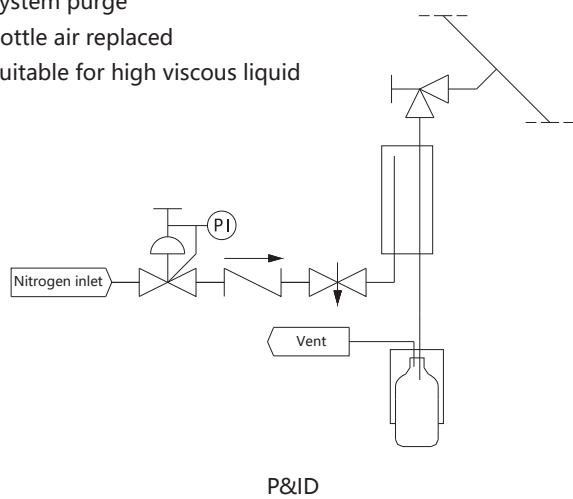 ystem purge
ottle air replaced
uitable for high viscous liquid
PI
Nitrogen inlet
Vent
P&ID